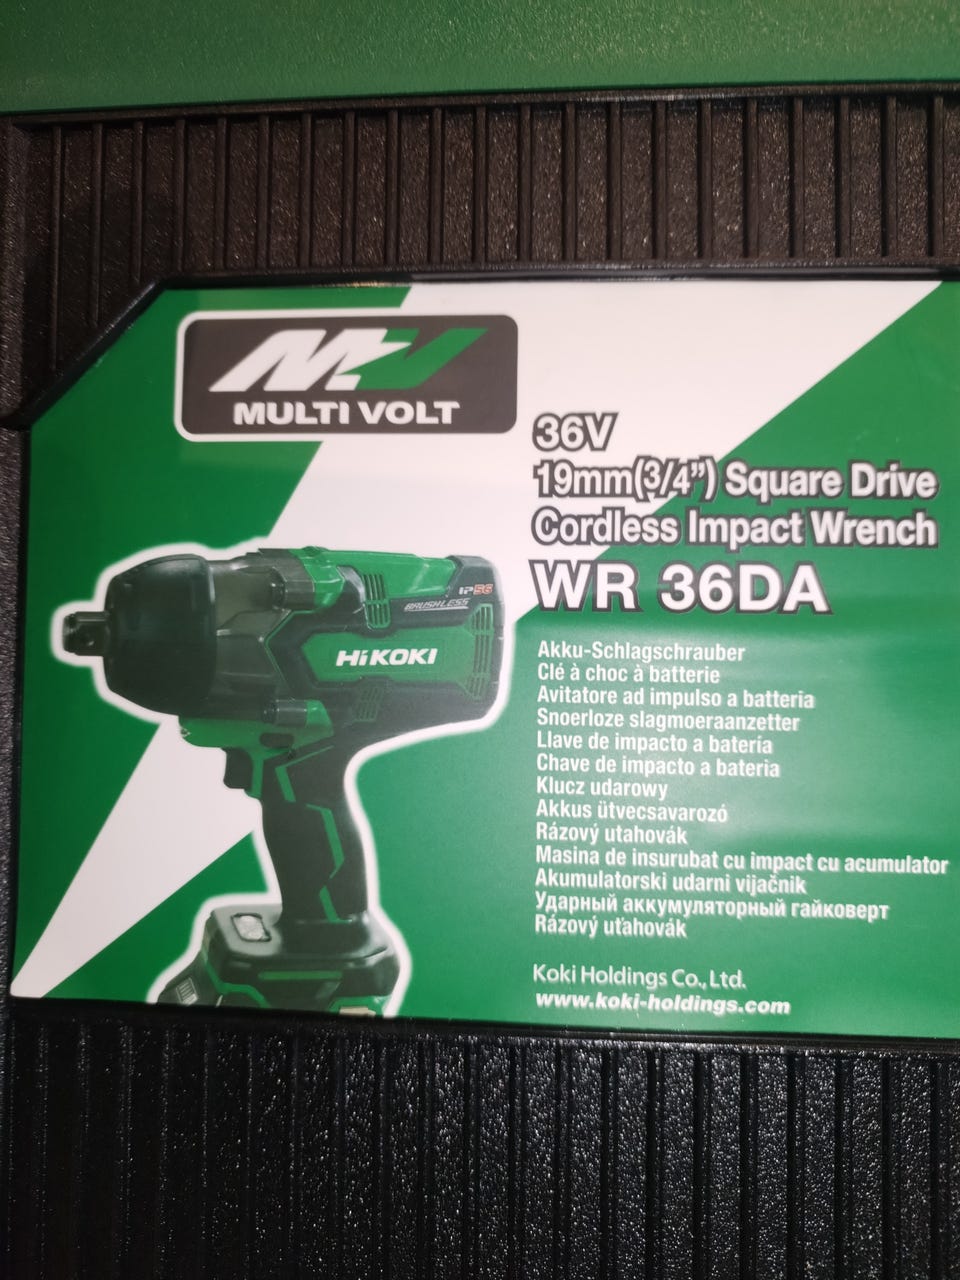 MV
MULTI VOLT
36V
19mm(3/4") Square Drive
Cordless Impact Wrench
WR 36DA
IP56
BRUSHLESS
HiKOKI
Akku-Schlagschrauber
Clé à choc à batterie
Avitatore ad impulso a batteria
Snoerloze slagmoeraanzetter
Llave de impacto a batería
Chave de impacto a bateria
Klucz udarowy
Akkus ütvecsavarozó
Rázový utahovák
Masina de insurubat cu impact cu acumulator
Akumulatorski udarni vijačnik
Ударный аккумуляторный гайковерт
Rázový uťahovák
Koki Holdings Co., Ltd.
www.koki-holdings.com